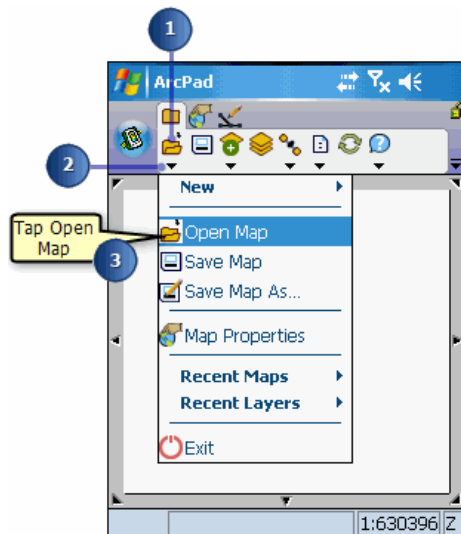 1
ArcPad
2
New
Tap Open
Map
3
Open Map
Save Map
Save Map As...
Map Properties
Recent Maps
Recent Layers
Exit
1:630396 Z